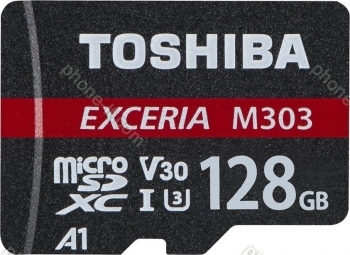 TOSHIBA
EXCERIA M303
micro SD XC I U3 V30 128GB
A1